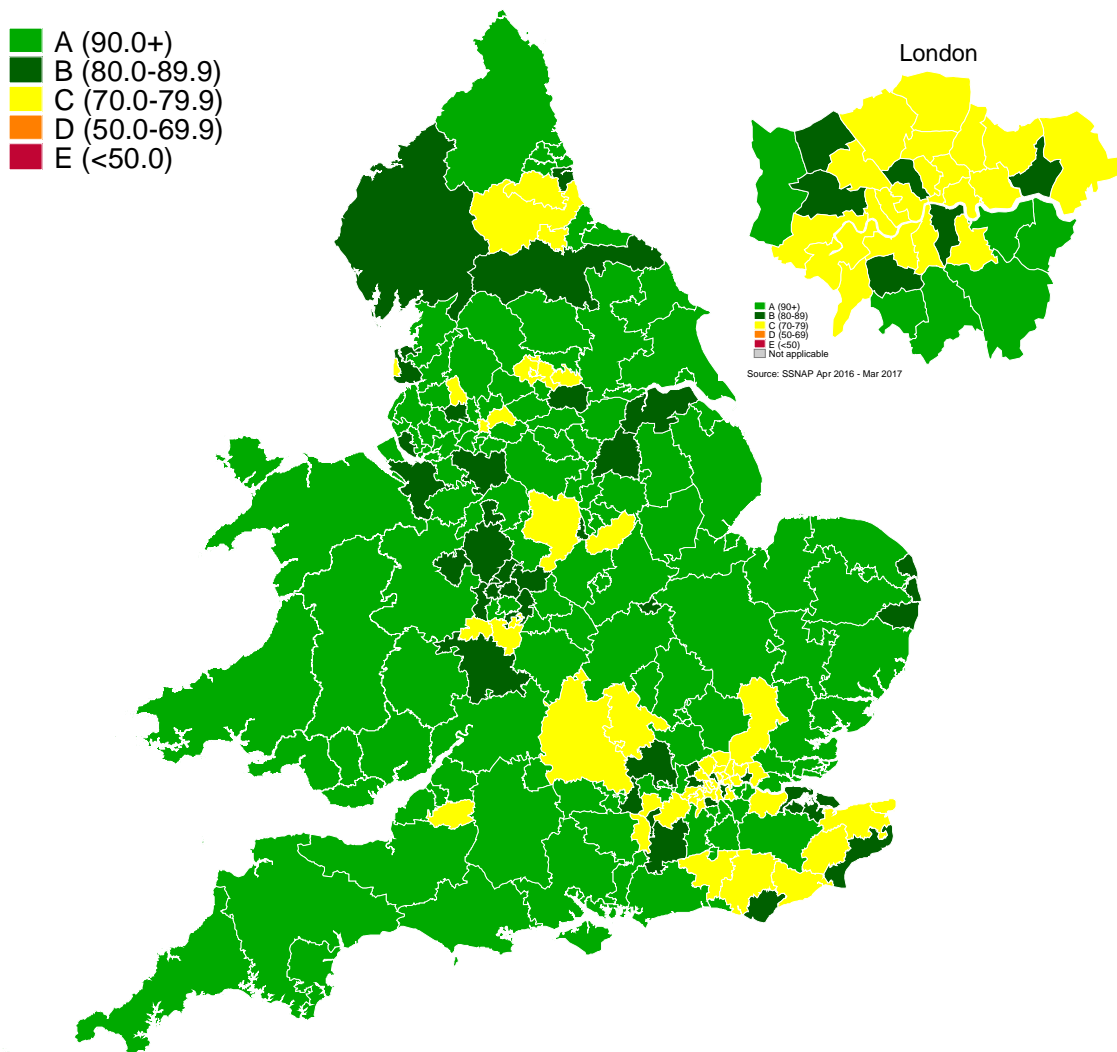 A (90.0+)
B (80.0-89.9)
C (70.0-79.9)
D (50.0-69.9)
E (<50.0)
London
A (90+)
B (80-89)
C (70-79)
D (50-69)
E (<50)
Not applicable
Source: SSNAP Apr 2016 - Mar 2017